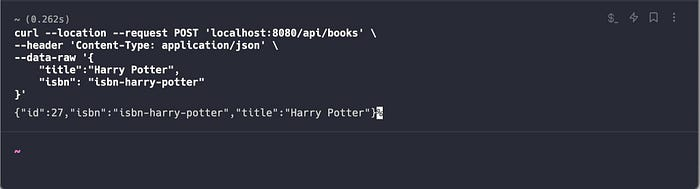 ~ (0.262s)
curl --location --request POST 'localhost:8080/api/books' \
--header 'Content-Type: application/json' \
--data-raw '{
    "title":"Harry Potter",
    "isbn": "isbn-harry-potter"
}'
{"id":27,"isbn":"isbn-harry-potter","title":"Harry Potter"}%
~